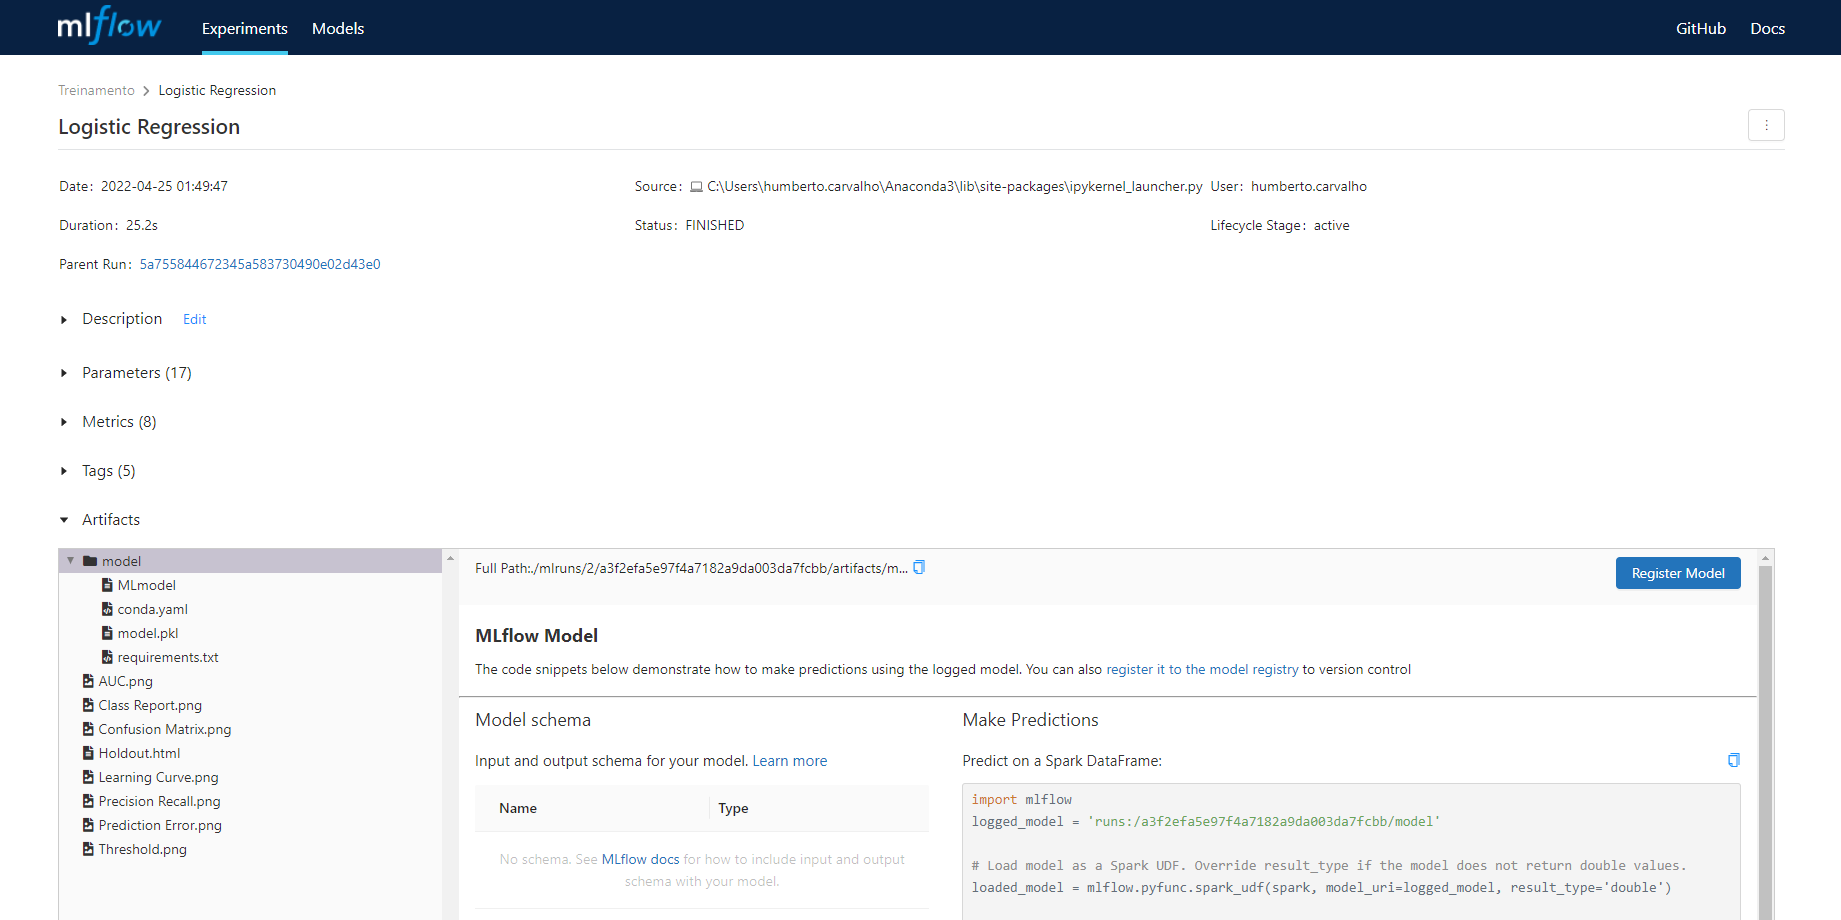 mlflow Experiments Models GitHub Docs
Treinamento > Logistic Regression
Logistic Regression
Date: 2022-04-25 01:49:47 Source: C:\Users\humberto.carvalho\Anaconda3\lib\site-packages\ipykernel_launcher.py User: humberto.carvalho
Duration: 25.2s Status: FINISHED Lifecycle Stage: active
Parent Run: 5a755844672345a583730490e02d43e0
Description Edit
Parameters (17)
Metrics (8)
Tags (5)
Artifacts
model
MLmodel
conda.yaml
model.pkl
requirements.txt
AUC.png
Class Report.png
Confusion Matrix.png
Holdout.html
Learning Curve.png
Precision Recall.png
Prediction Error.png
Threshold.png
Full Path:./mlruns/2/a3f2efa5e97f4a7182a9da003da7fcbb/artifacts/m...
Register Model
MLflow Model
The code snippets below demonstrate how to make predictions using the logged model. You can also register it to the model registry to version control
Model schema
Input and output schema for your model. Learn more
Name Type
No schema. See MLflow docs for how to include input and output
schema with your model.
Make Predictions
Predict on a Spark DataFrame:
import mlflow
logged_model = 'runs:/a3f2efa5e97f4a7182a9da003da7fcbb/model'
# Load model as a Spark UDF. Override result_type if the model does not return double values.
loaded_model = mlflow.pyfunc.spark_udf(spark, model_uri=logged_model, result_type='double')